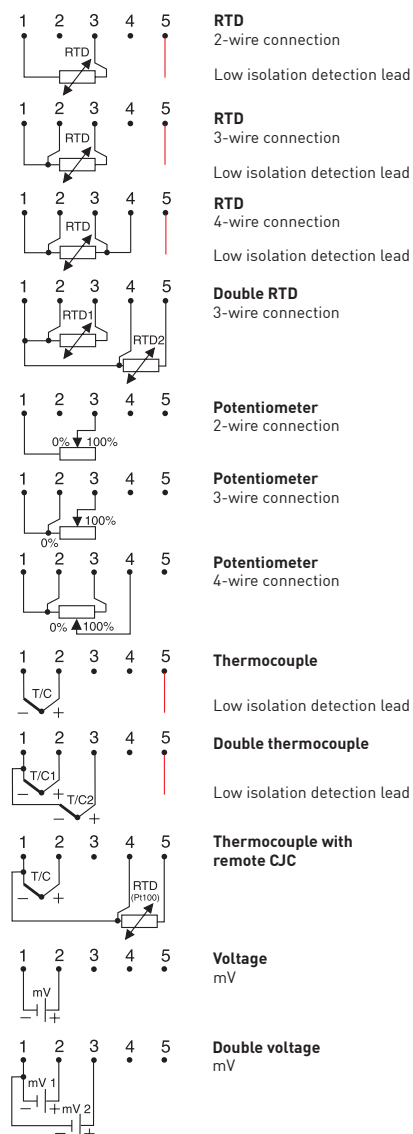 1 2 3 4 5
RTD
RTD
2-wire connection
Low isolation detection lead
1 2 3 4 5
RTD
RTD
3-wire connection
Low isolation detection lead
1 2 3 4 5
RTD
RTD
4-wire connection
Low isolation detection lead
1 2 3 4 5
RTD1
RTD2
Double RTD
3-wire connection
1 2 3 4 5
0% 100%
Potentiometer
2-wire connection
1 2 3 4 5
100%
0%
Potentiometer
3-wire connection
1 2 3 4 5
0% 100%
Potentiometer
4-wire connection
1 2 3 4 5
T/C
– +
Thermocouple
Low isolation detection lead
1 2 3 4 5
T/C1
– +
T/C2
– +
Double thermocouple
Low isolation detection lead
1 2 3 4 5
T/C
– +
RTD
(Pt100)
Thermocouple with
remote CJC
1 2 3 4 5
mV
– +
Voltage
mV
1 2 3 4 5
mV 1
– +
mV 2
– +
Double voltage
mV